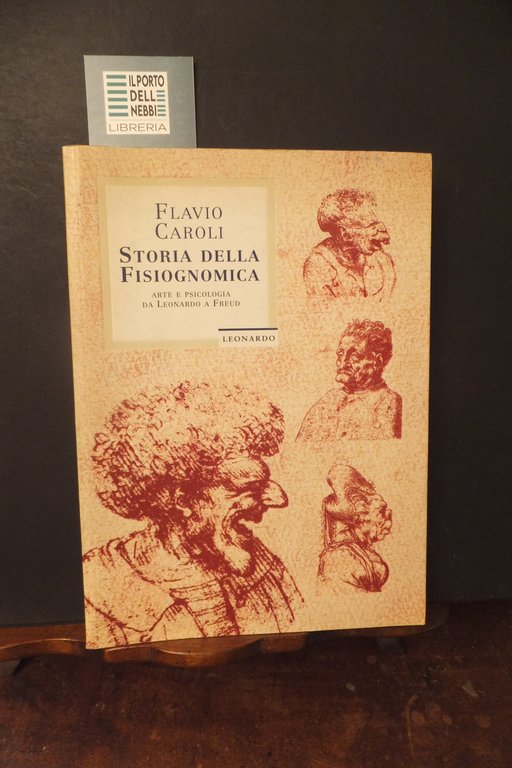 IL PORTO
DELL
NEBBI
LIBRERIA
FLAVIO
CAROLI
STORIA DELLA
FISIOGNOMICA
ARTE E PSICOLOGIA
DA LEONARDO A FREUD
LEONARDO